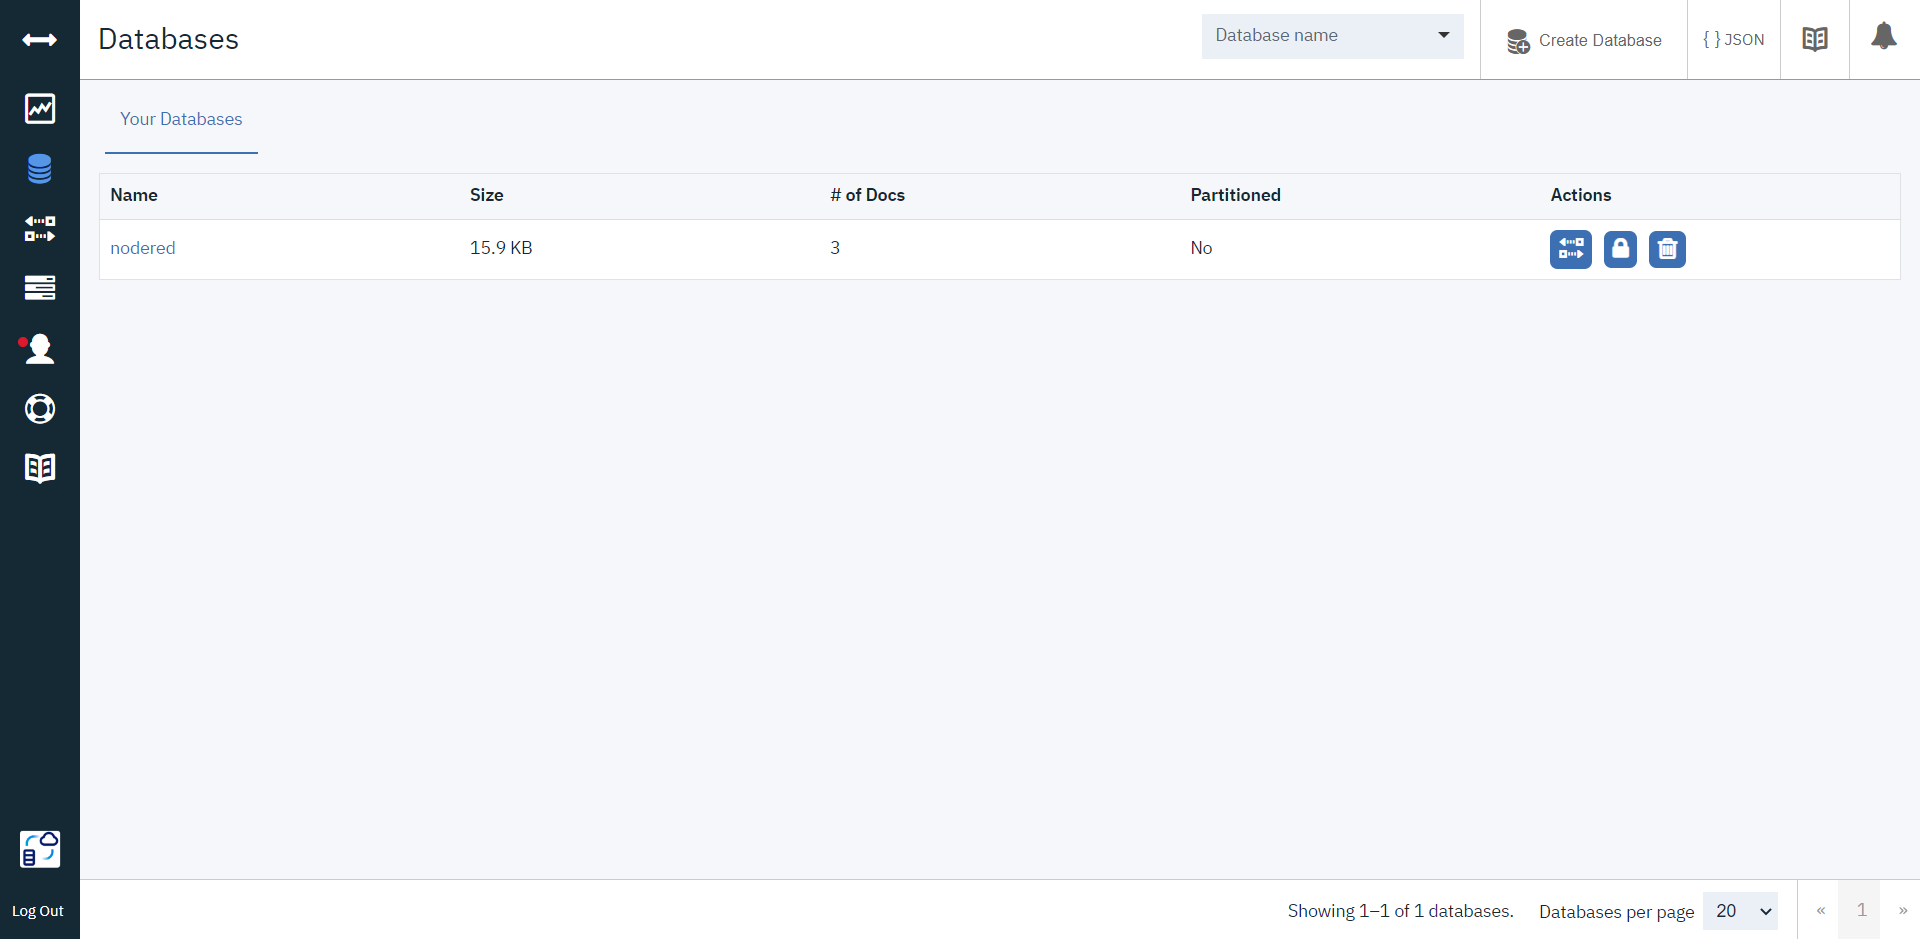 Databases
Database name
Create Database
{ } JSON
Your Databases
Name Size # of Docs Partitioned Actions
nodered 15.9 KB 3 No
Log Out
Showing 1–1 of 1 databases. Databases per page 20 « 1 »